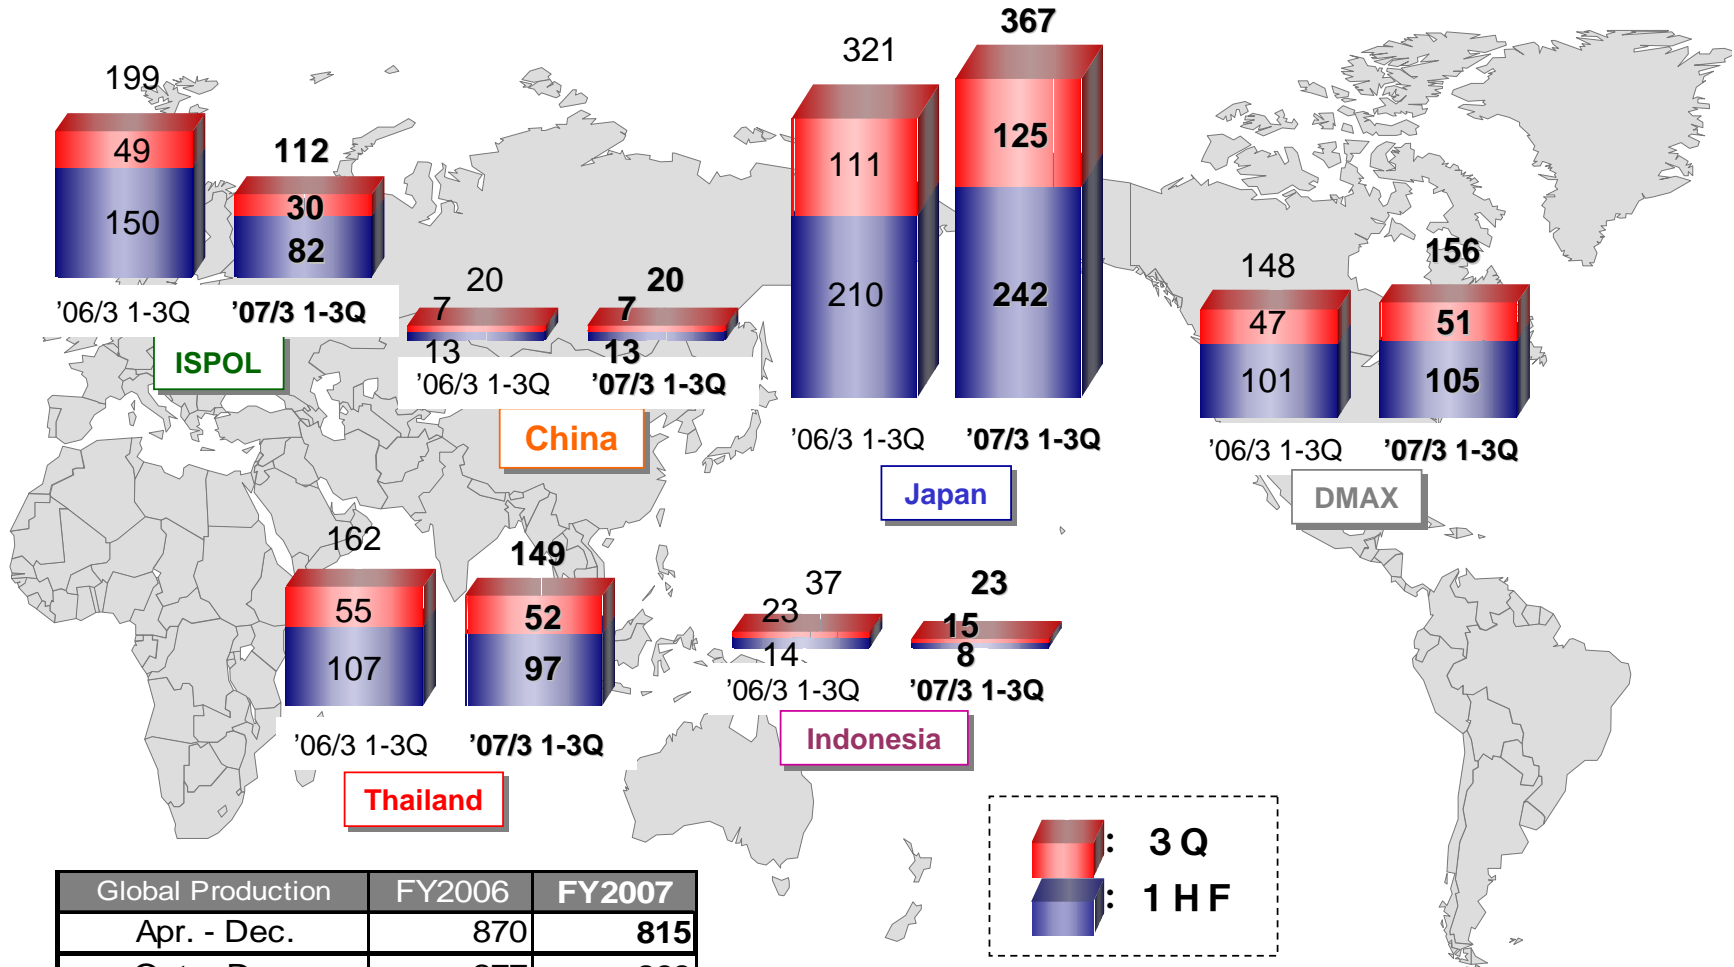 199
49
150
112
30
82
'06/3 1-3Q
'07/3 1-3Q
ISPOL
20
7
13
20
7
13
'06/3 1-3Q
'07/3 1-3Q
China
321
111
210
367
125
242
'06/3 1-3Q
'07/3 1-3Q
Japan
148
47
101
156
51
105
'06/3 1-3Q
'07/3 1-3Q
DMAX
162
55
107
149
52
97
'06/3 1-3Q
'07/3 1-3Q
Thailand
37
23
14
23
15
8
'06/3 1-3Q
'07/3 1-3Q
Indonesia
: 3 Q
: 1 H F
Global Production FY2006 FY2007
Apr. - Dec. 870 815